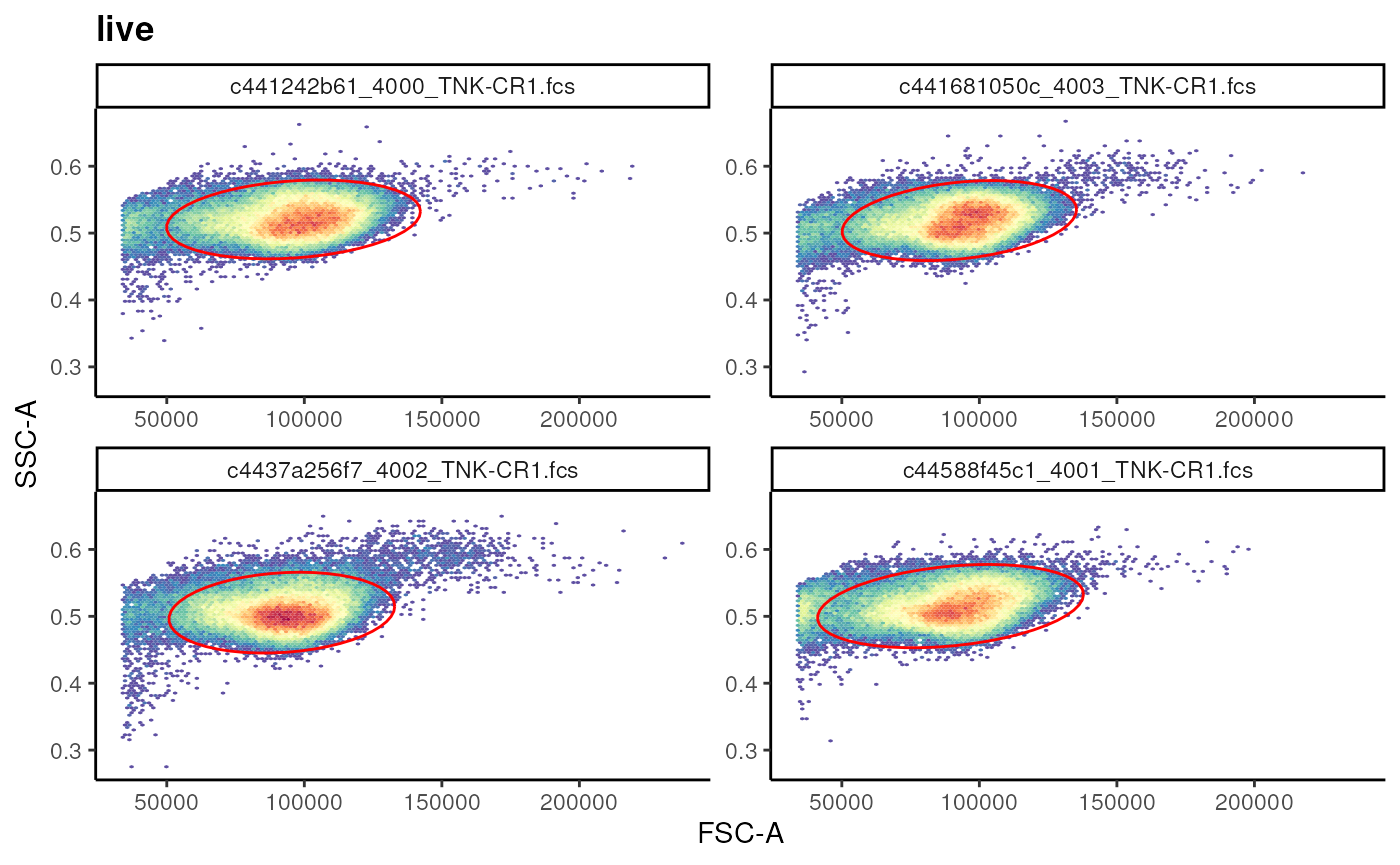 live
c441242b61_4000_TNK-CR1.fcs
c441681050c_4003_TNK-CR1.fcs
0.6
0.5
0.4
0.3
0.6
0.5
0.4
0.3
50000 100000 150000 200000
50000 100000 150000 200000
SSC-A
c4437a256f7_4002_TNK-CR1.fcs
c44588f45c1_4001_TNK-CR1.fcs
0.6
0.5
0.4
0.3
0.6
0.5
0.4
0.3
50000 100000 150000 200000
50000 100000 150000 200000
FSC-A